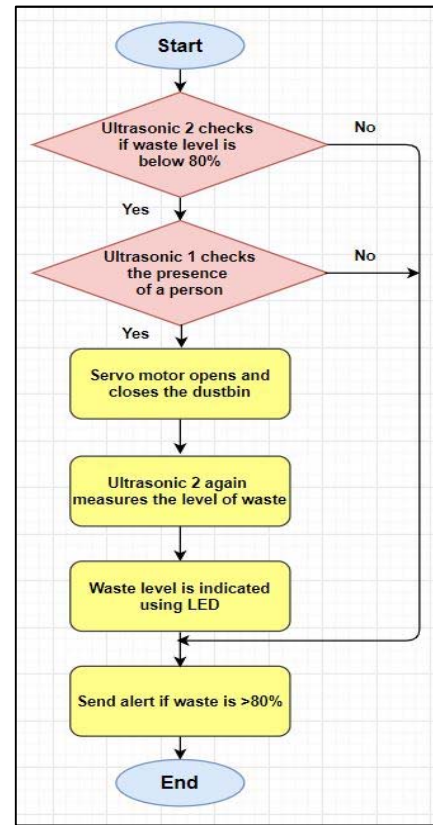 Start
Ultrasonic 2 checks
if waste level is
below 80%
No
Yes
Ultrasonic 1 checks
the presence
of a person
No
Yes
Servo motor opens and
closes the dustbin
Ultrasonic 2 again
measures the level of waste
Waste level is indicated
using LED
Send alert if waste is >80%
End